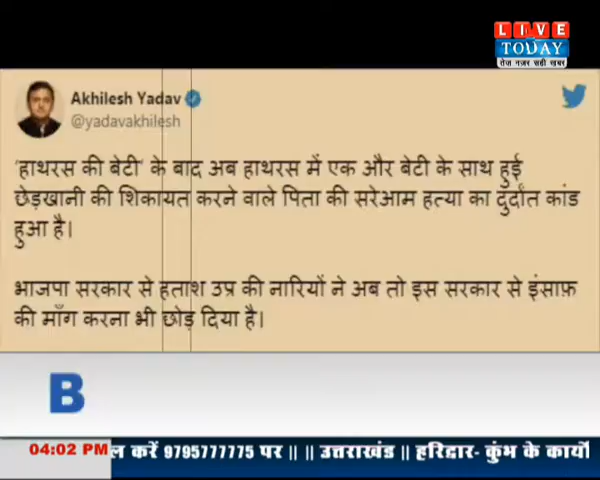 LIVE
TODAY
तेज नज़र सही खबर
Akhilesh Yadav
@yadavakhilesh
'हाथरस की बेटी' के बाद अब हाथरस में एक और बेटी के साथ हुई
छेड़खानी की शिकायत करने वाले पिता की सरेआम हत्या का दुर्दांत कांड
हुआ है।
भाजपा सरकार से हताश उप्र की नारियों ने अब तो इस सरकार से इंसाफ़
की माँग करना भी छोड़ दिया है।
B
04:02 PM ल करें 9795777775 पर || || उत्तराखंड || हरिद्वार- कुंभ के कार्यो